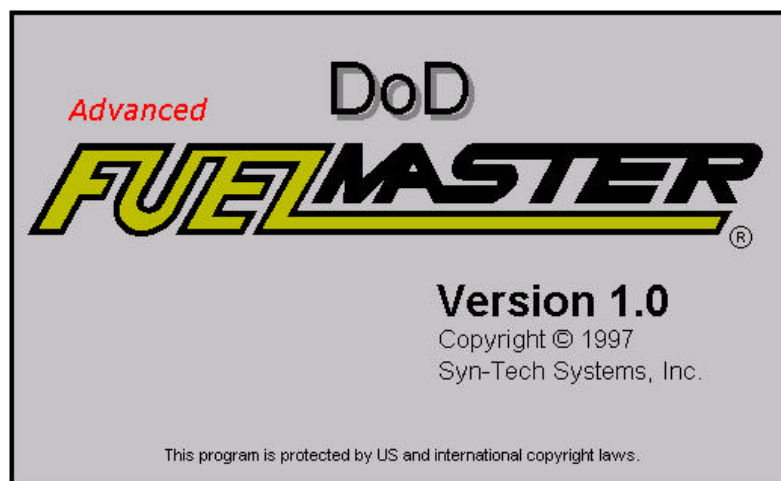 DoD
Advanced
FUELMASTER®
Version 1.0
Copyright © 1997
Syn-Tech Systems, Inc.
This program is protected by US and international copyright laws.